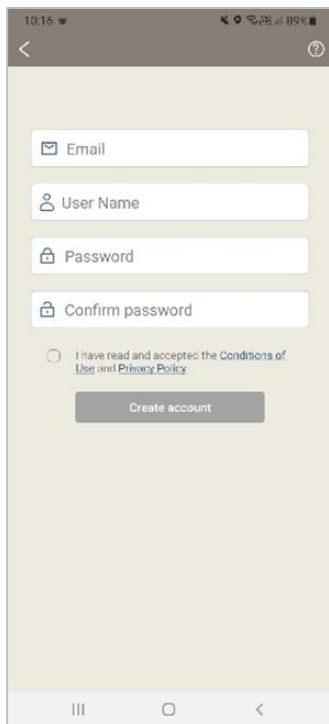 10:16
89%
Email
User Name
Password
Confirm password
I have read and accepted the Conditions of
Use and Privacy Policy
Create account